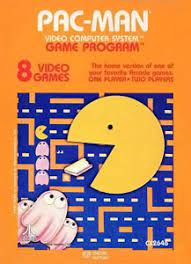 PAC-MAN
VIDEO COMPUTER SYSTEM™
GAME PROGRAM™
8 VIDEO GAMES
The home version of one of
your favorite Arcade games.
ONE PLAYER • TWO PLAYERS
CX2646